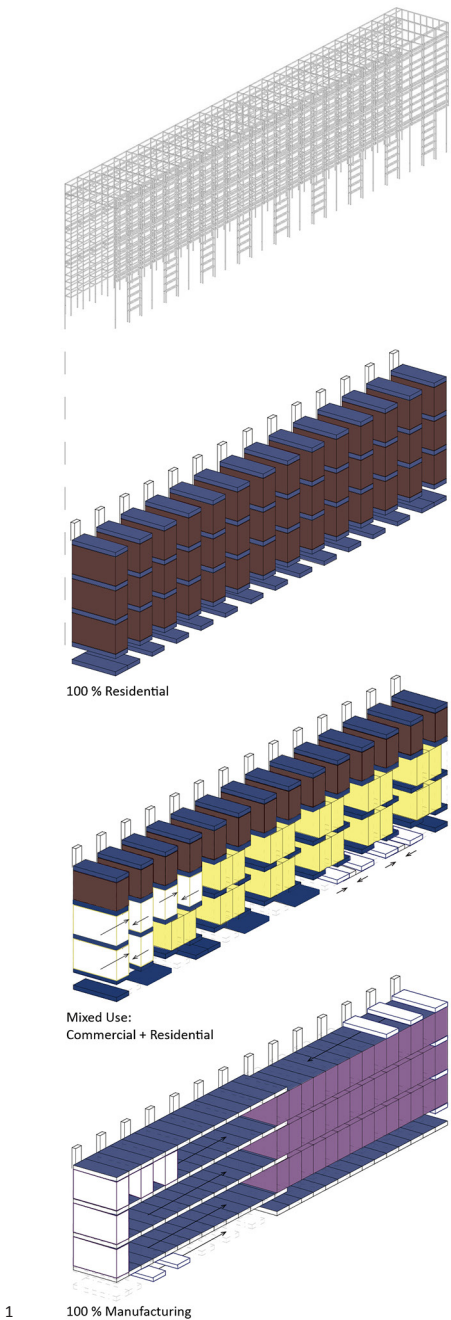 100 % Residential
Mixed Use:
Commercial + Residential
1
100 % Manufacturing